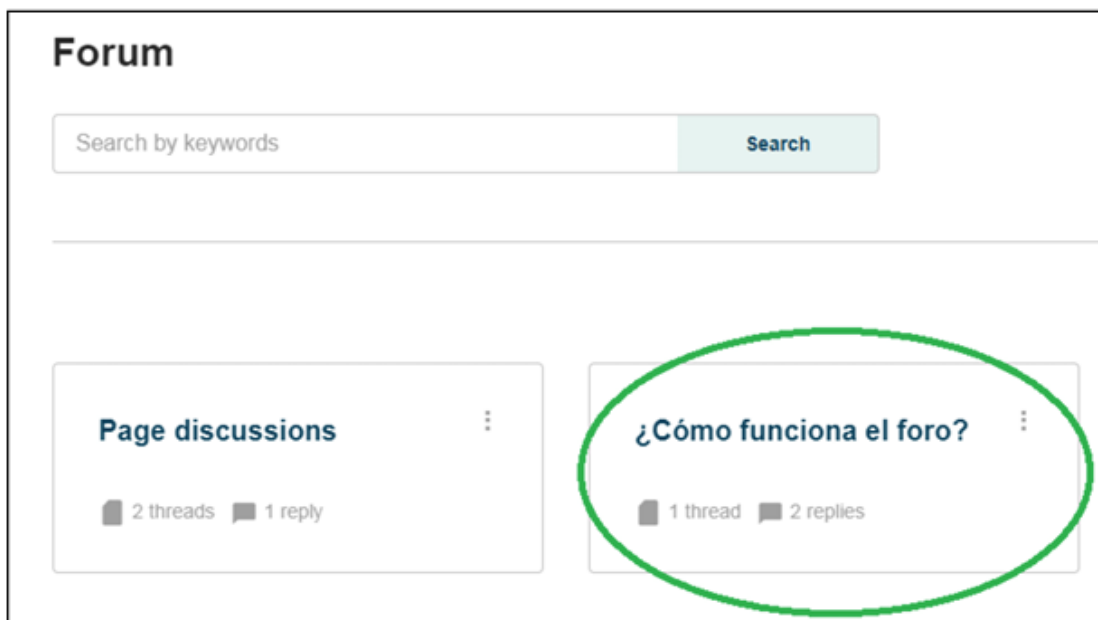 Forum
Search by keywords
Search
Page discussions
2 threads 1 reply
¿Cómo funciona el foro?
1 thread 2 replies